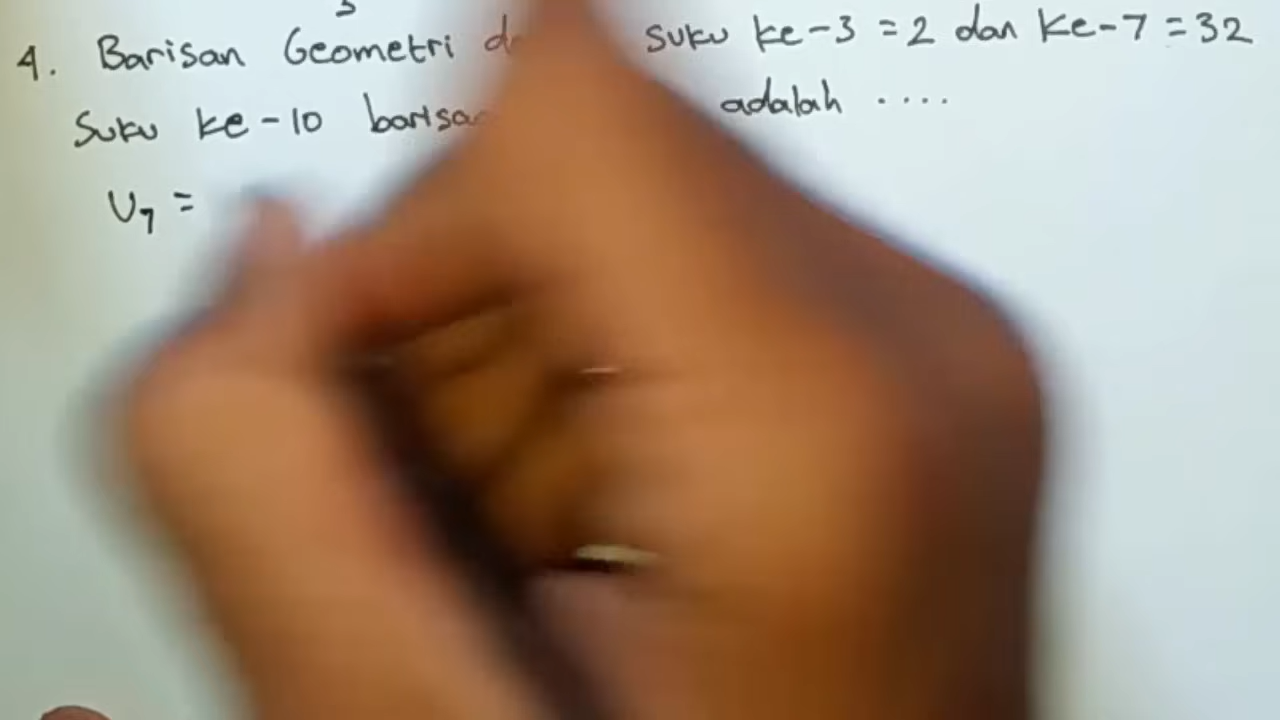 4. Barisan Geometri suku ke-3 = 2 dan ke-7 = 32
Suku ke-10 adalah ....
U7 =